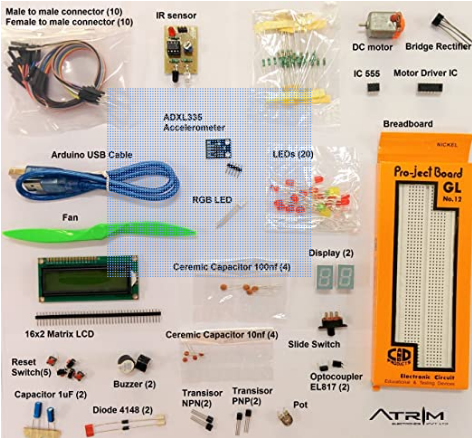 Male to male connector (10)
Female to male connector (10)
IR sensor
DC motor
Bridge Rectifier
IC 555
Motor Driver IC
ADXL335
Accelerometer
Breadboard
NICKEL
Arduino USB Cable
LEDs (20)
Pro-ject Board
GL
No.12
RGB LED
Fan
Display (2)
Ceremic Capacitor 100nf (4)
16x2 Matrix LCD
Ceremic Capacitor 10nf (4)
Slide Switch
Reset
Switch(5)
Buzzer (2)
Optocoupler
EL817 (2)
CiD
Electronic Circuit
Educational & Testing Devices
Capacitor 1uF (2)
Diode 4148 (2)
Transisor
NPN(2)
Transisor
PNP(2)
Pot
ATRIM